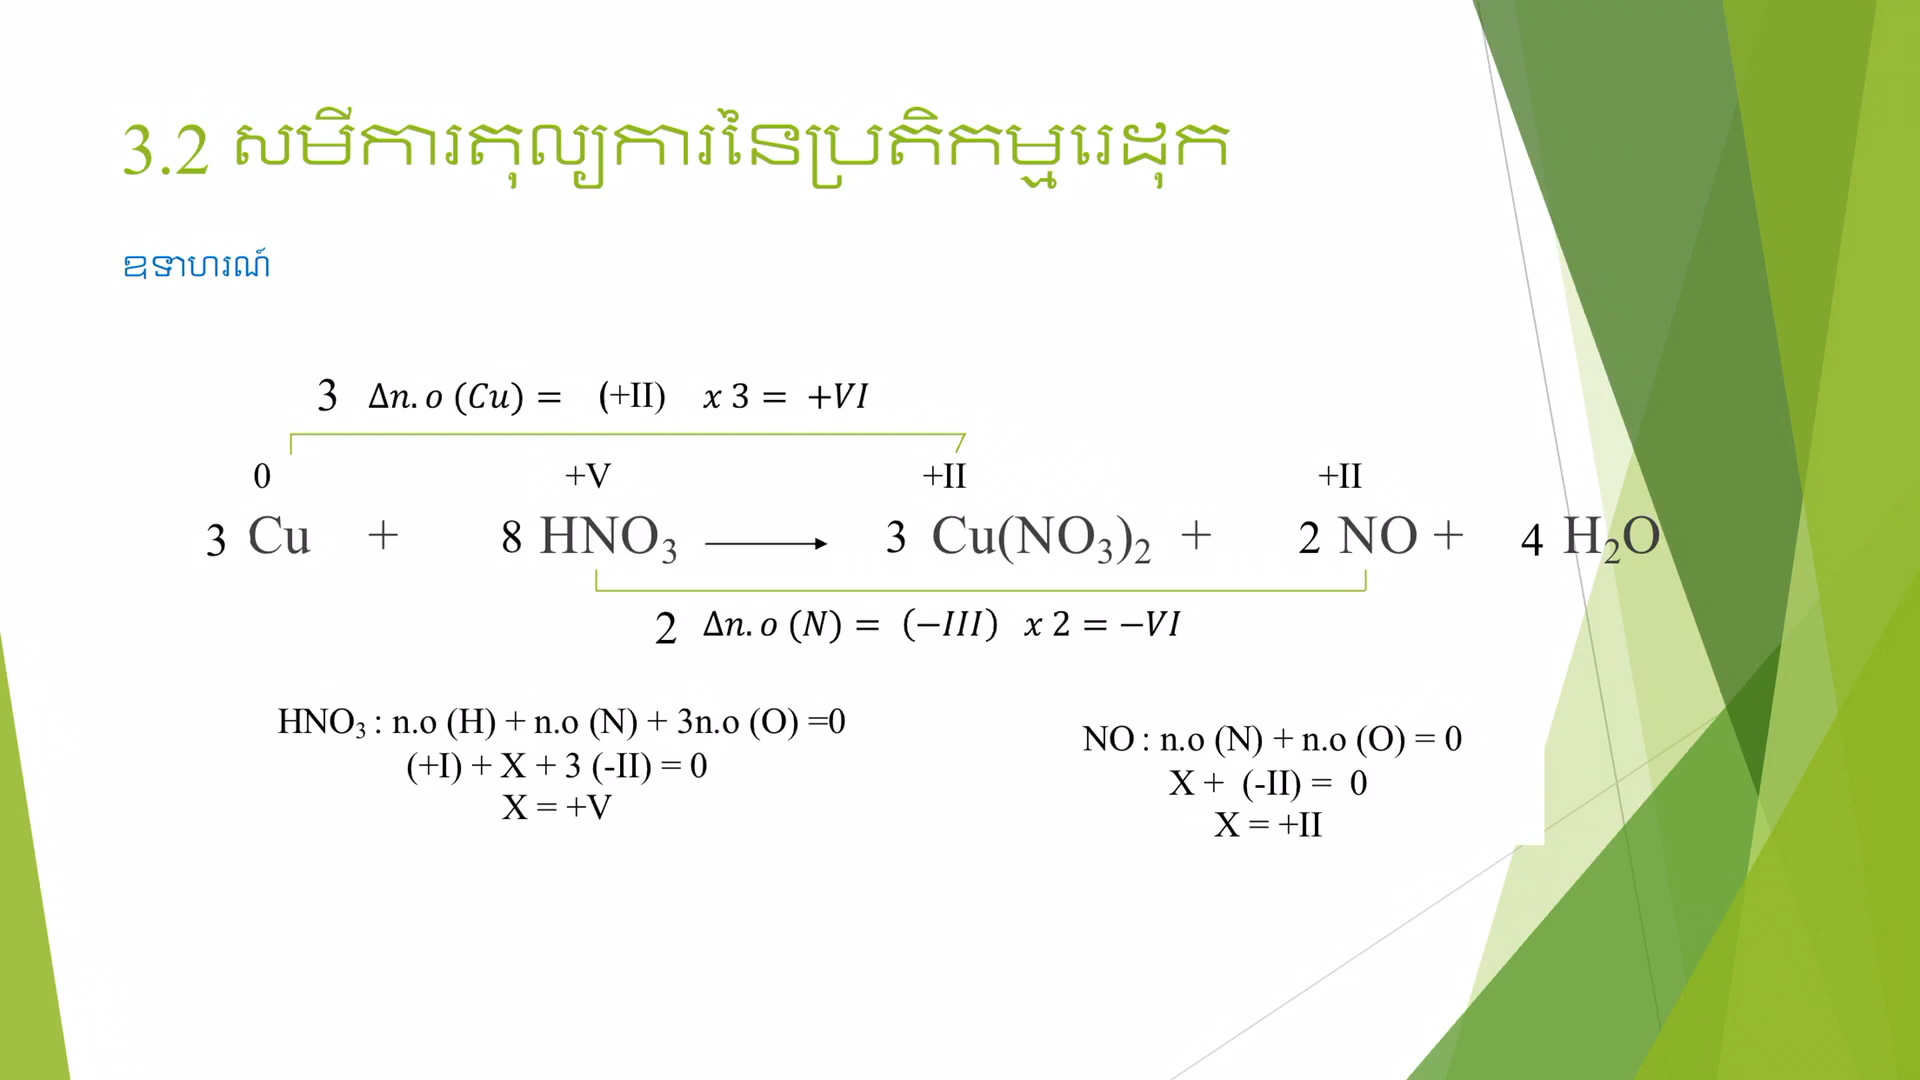 3.2 សមីការតុល្យការនៃប្រតិកម្មរេដុក
ឧទាហរណ៍
3 Δn.o (Cu) = (+II) x 3 = +VI
0 +V +II +II
3 Cu + 8 HNO₃ ⟶ 3 Cu(NO₃)₂ + 2 NO + 4 H₂O
2 Δn.o (N) = (−III) x 2 = −VI
HNO₃ : n.o (H) + n.o (N) + 3n.o (O) =0
(+I) + X + 3 (-II) = 0
X = +V
NO : n.o (N) + n.o (O) = 0
X + (-II) = 0
X = +II